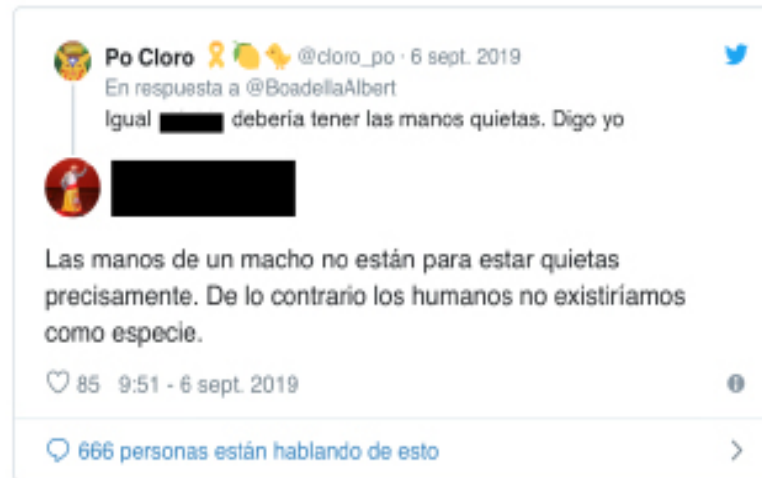 Po Cloro 🎗️🍋🐤 @cloro_po · 6 sept. 2019
En respuesta a @BoadellaAlbert
Igual debería tener las manos quietas. Digo yo
Las manos de un macho no están para estar quietas
precisamente. De lo contrario los humanos no existiríamos
como especie.
85 9:51 - 6 sept. 2019
666 personas están hablando de esto